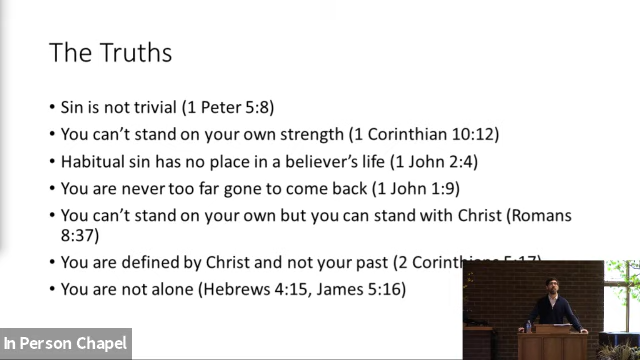 The Truths
• Sin is not trivial (1 Peter 5:8)
• You can't stand on your own strength (1 Corinthian 10:12)
• Habitual sin has no place in a believer's life (1 John 2:4)
• You are never too far gone to come back (1 John 1:9)
• You can't stand on your own but you can stand with Christ (Romans
8:37)
• You are defined by Christ and not your past (2 Corinthians 5:17)
• You are not alone (Hebrews 4:15, James 5:16)
In Person Chapel